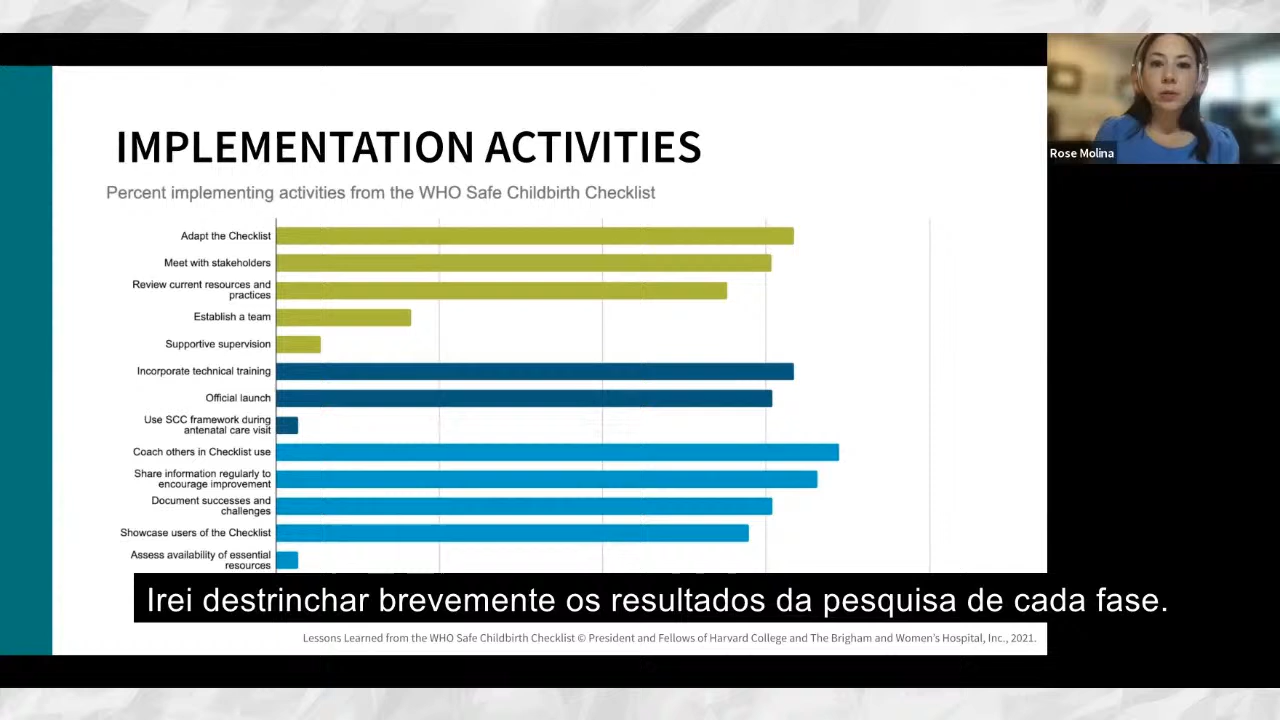 IMPLEMENTATION ACTIVITIES
Percent implementing activities from the WHO Safe Childbirth Checklist
Adapt the Checklist
Meet with stakeholders
Review current resources and
practices
Establish a team
Supportive supervision
Incorporate technical training
Official launch
Use SCC framework during
antenatal care visit
Coach others in Checklist use
Share information regularly to
encourage improvement
Document successes and
challenges
Showcase users of the Checklist
Assess availability of essential
resources
Irei destrinchar brevemente os resultados da pesquisa de cada fase.
Lessons Learned from the WHO Safe Childbirth Checklist © President and Fellows of Harvard College and The Brigham and Women's Hospital, Inc., 2021.
Rose Molina